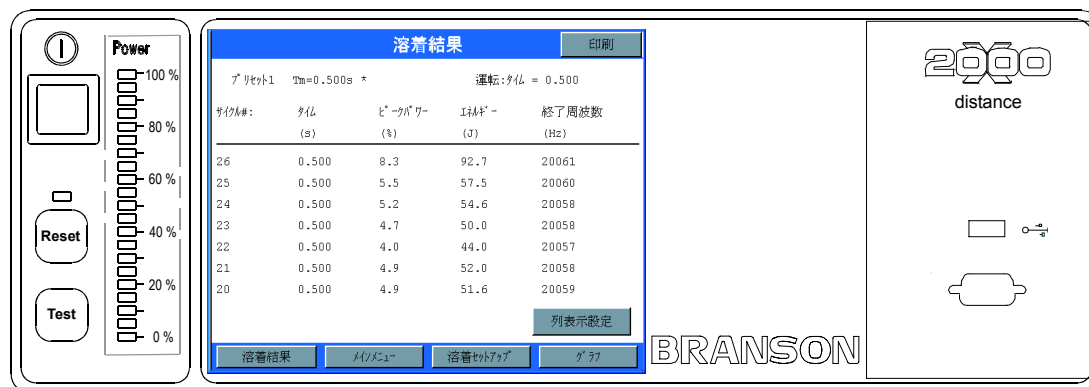 Power
100 %
80 %
60 %
40 %
20 %
0 %
Reset
Test
溶着結果
印刷
プリセット1 Tm=0.500s * 運転:タイム = 0.500
サイクル#: タイム ピークパワー エネルギー 終了周波数
(s) (%) (J) (Hz)
26 0.500 8.3 92.7 20061
25 0.500 5.5 57.5 20060
24 0.500 5.2 54.6 20058
23 0.500 4.7 50.0 20058
22 0.500 4.0 44.0 20057
21 0.500 4.9 52.0 20058
20 0.500 4.9 51.6 20059
列表示設定
溶着結果 メインメニュー 溶着セットアップ グラフ
BRANSON
2000X
distance